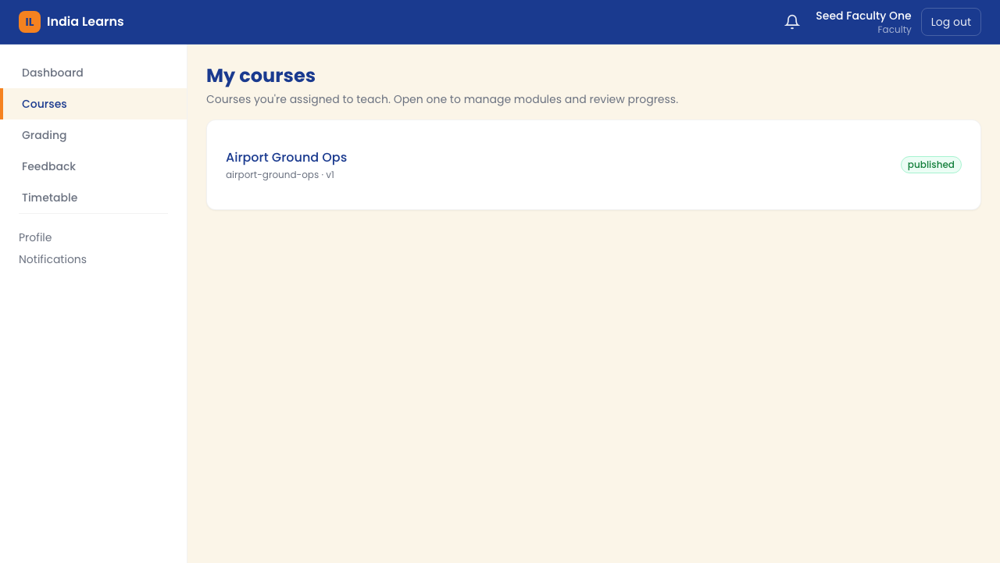 IL India Learns
Seed Faculty One
Faculty
Log out
Dashboard
Courses
Grading
Feedback
Timetable
Profile
Notifications
My courses
Courses you're assigned to teach. Open one to manage modules and review progress.
Airport Ground Ops
airport-ground-ops · v1
published